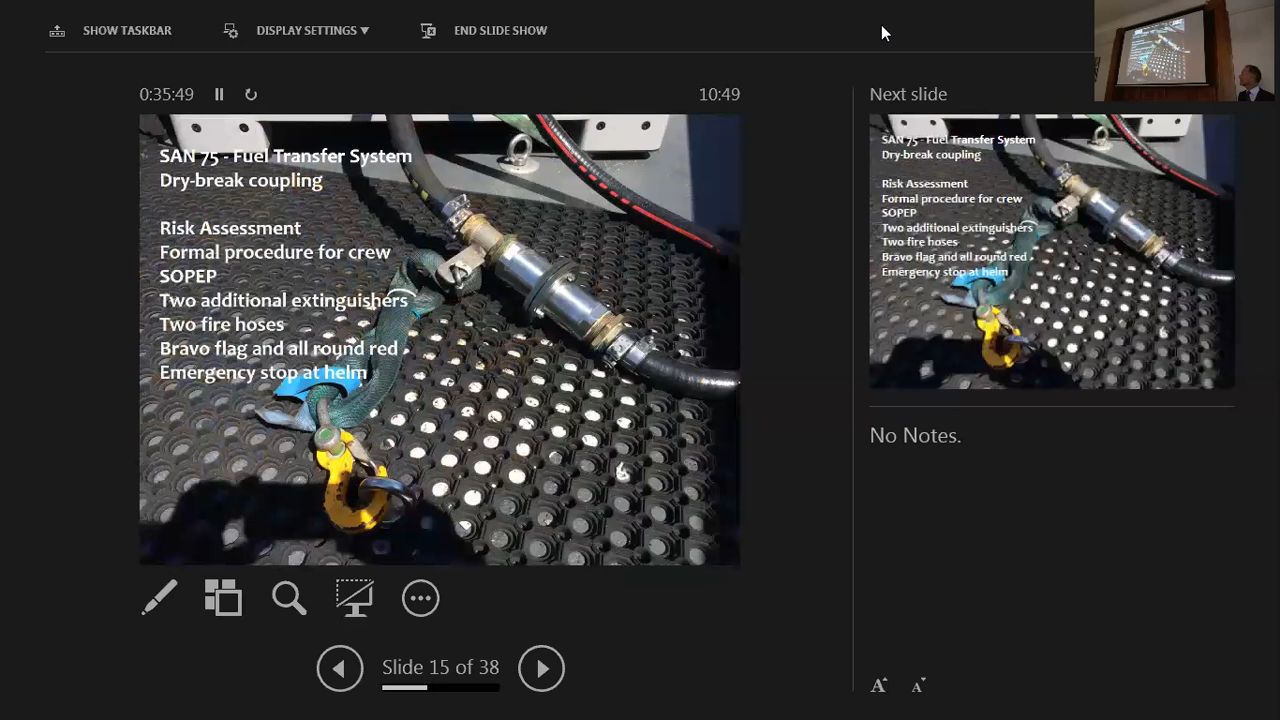 SHOW TASKBAR
DISPLAY SETTINGS ▼
END SLIDE SHOW
0:35:49
10:49
SAN 75 - Fuel Transfer System
Dry-break coupling
Risk Assessment
Formal procedure for crew
SOPEP
Two additional extinguishers
Two fire hoses
Bravo flag and all round red
Emergency stop at helm
Slide 15 of 38
Next slide
SAN 75 - Fuel Transfer System
Dry-break coupling
Risk Assessment
Formal procedure for crew
SOPEP
Two additional extinguishers
Two fire hoses
Bravo flag and all round red
Emergency stop at helm
No Notes.
A A